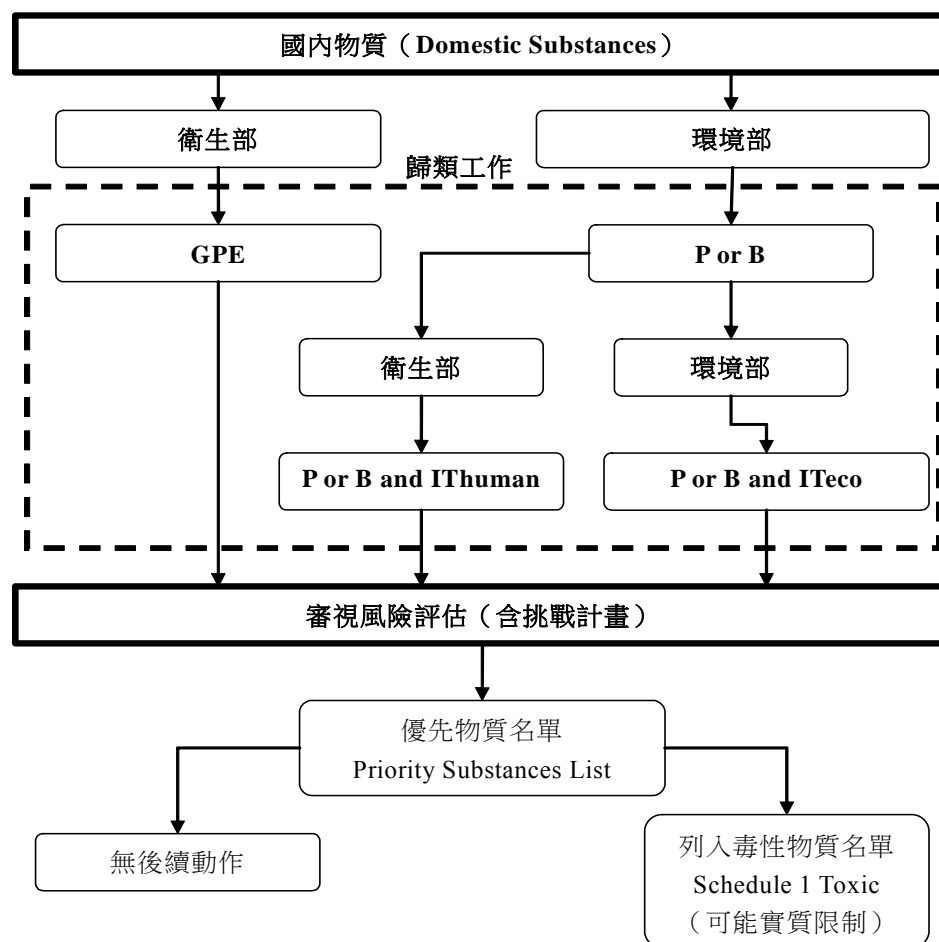 國內物質（Domestic Substances）
衛生部
環境部
歸類工作
GPE
P or B
衛生部
環境部
P or B and IThuman
P or B and ITeco
審視風險評估（含挑戰計畫）
優先物質名單
Priority Substances List
無後續動作
列入毒性物質名單
Schedule 1 Toxic
（可能實質限制）